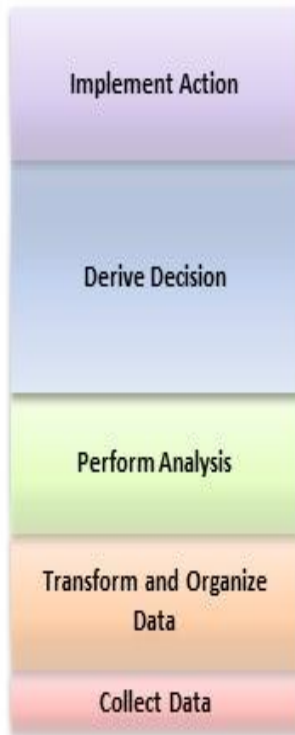 Implement Action
Derive Decision
Perform Analysis
Transform and Organize
Data
Collect Data